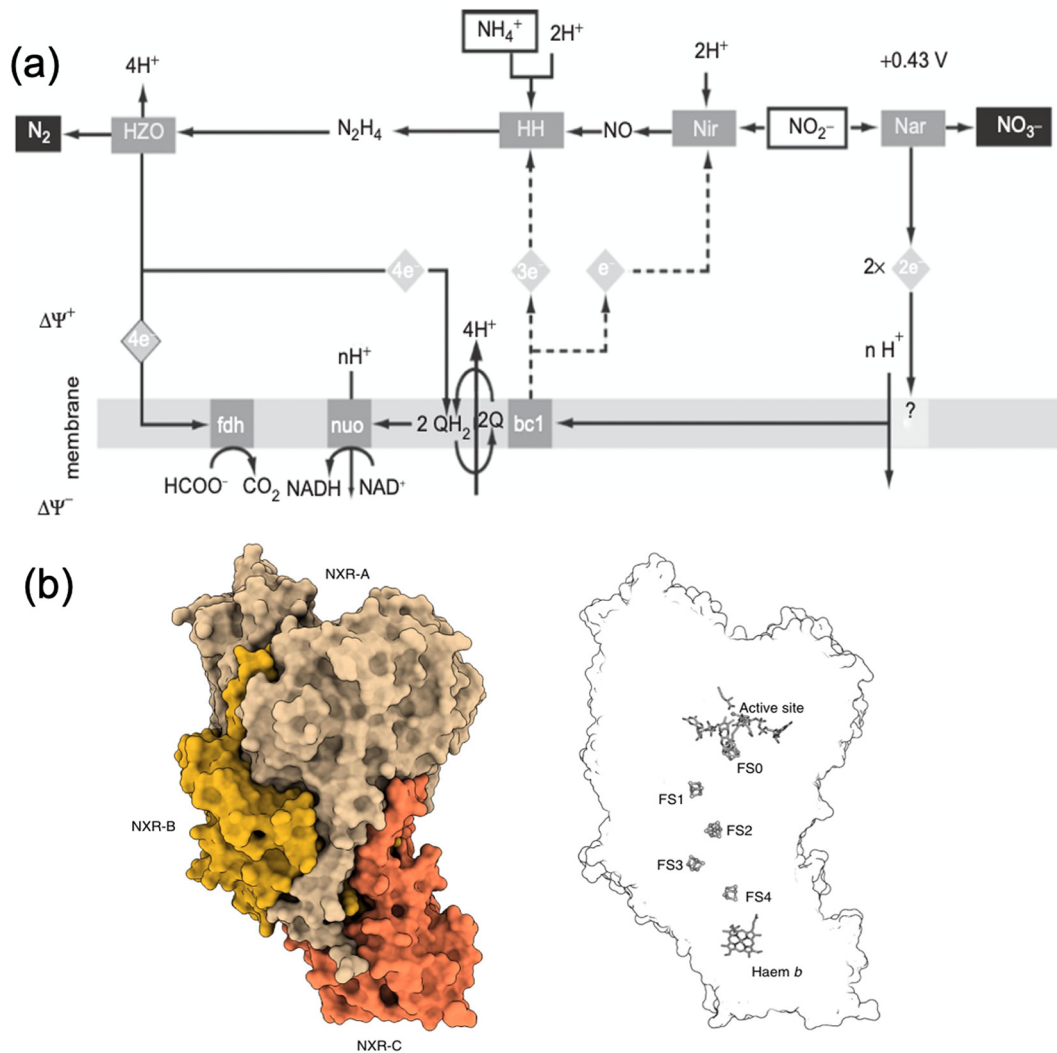 (a)
NH₄⁺ 2H⁺
4H⁺ 2H⁺ +0.43 V
N₂ HZO N₂H₄ HH NO Nir NO₂⁻ Nar NO₃₋
4e⁻ 3e⁻ e⁻ 2× 2e⁻
ΔΨ⁺ 4e⁻ nH⁺ 4H⁺ n H⁺
membrane
fdh nuo 2 QH₂ 2Q bc1 ?
HCOO⁻ CO₂ NADH NAD⁺
ΔΨ⁻
(b)
NXR-A
NXR-B
NXR-C
Active site
FS0
FS1
FS2
FS3
FS4
Haem b